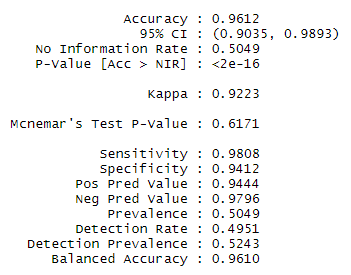 Accuracy : 0.9612
95% CI : (0.9035, 0.9893)
No Information Rate : 0.5049
P-Value [Acc > NIR] : <2e-16
Kappa : 0.9223
Mcnemar's Test P-Value : 0.6171
Sensitivity : 0.9808
Specificity : 0.9412
Pos Pred Value : 0.9444
Neg Pred Value : 0.9796
Prevalence : 0.5049
Detection Rate : 0.4951
Detection Prevalence : 0.5243
Balanced Accuracy : 0.9610